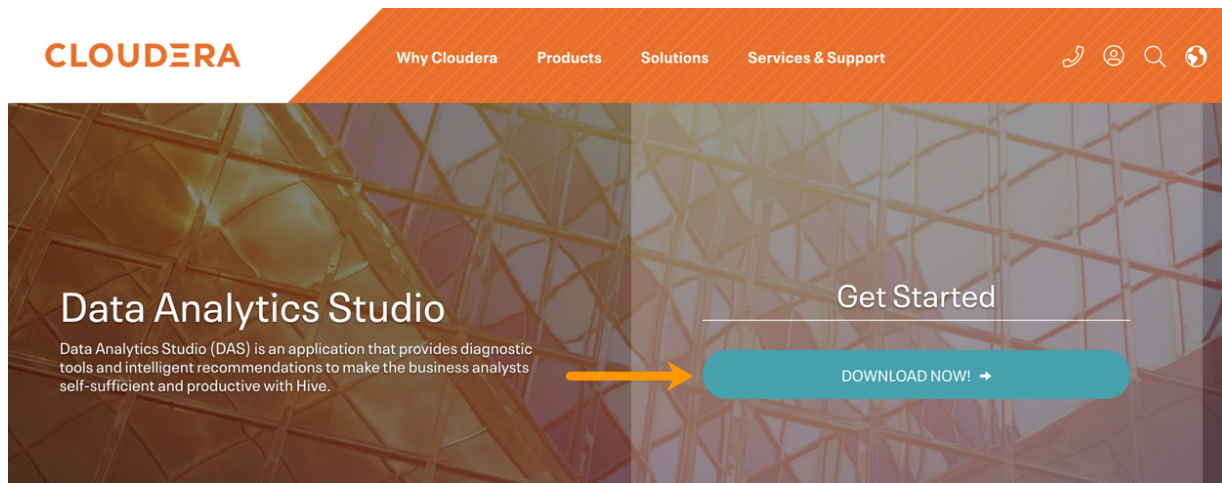 CLOUDERA
Why Cloudera Products Solutions Services & Support
Data Analytics Studio
Data Analytics Studio (DAS) is an application that provides diagnostic
tools and intelligent recommendations to make the business analysts
self-sufficient and productive with Hive.
Get Started
DOWNLOAD NOW!